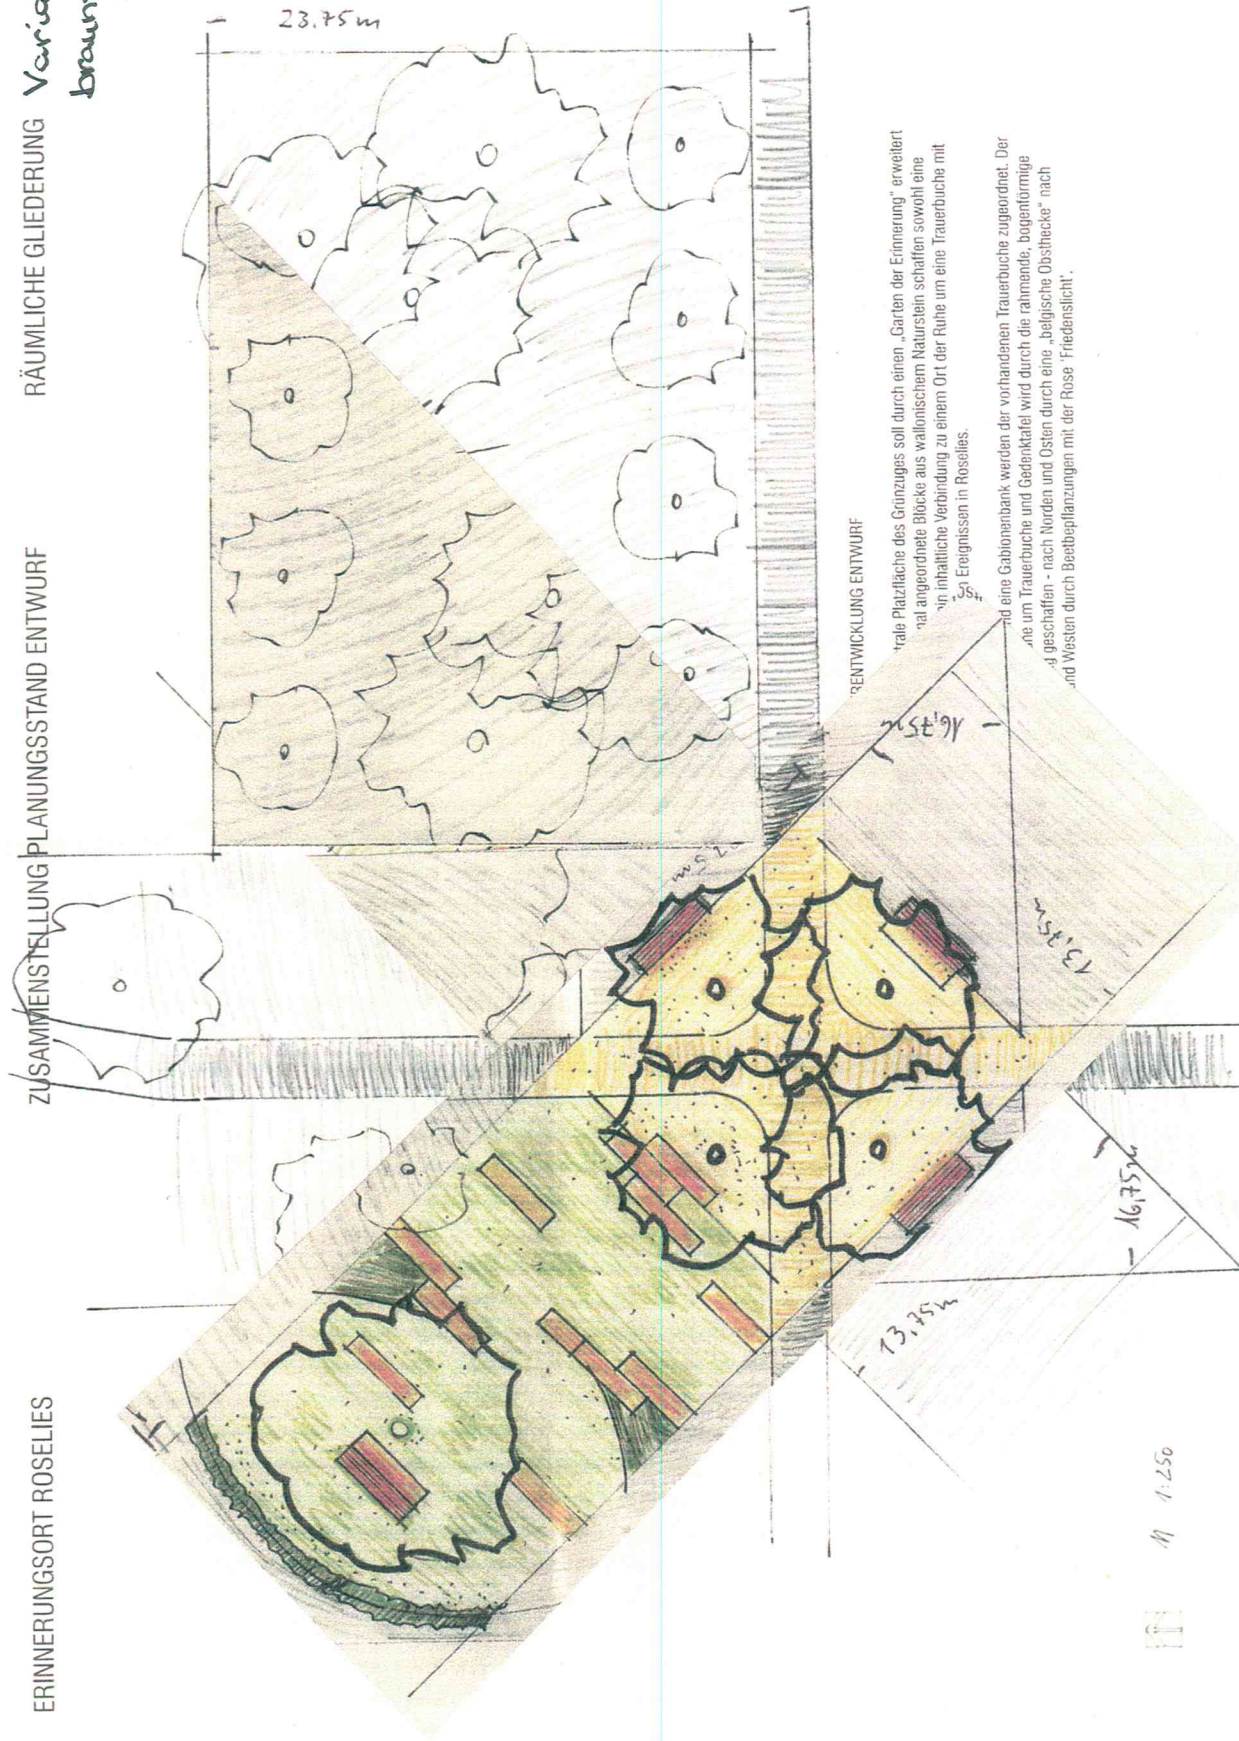 ERINNERUNGSORT ROSELIES
ZUSAMMENSTELLUNG PLANUNGSSTAND ENTWURF
RÄUMLICHE GLIEDERUNG
23.75m
RENTWICKLUNG ENTWURF
trale Platzfläche des Grünzuges soll durch einen „Garten der Erinnerung" erweitert
nal angeordnete Blöcke aus wallonischem Naturstein schaffen sowohl eine
in inhaltliche Verbindung zu einem Ort der Ruhe um eine Trauerbuche mit
n Ereignissen in Roselies.
nd eine Gabionenbank werden der vorhandenen Trauerbuche zugeordnet. Der
ne um Trauerbuche und Gedenktafel wird durch die rahmende, bogenförmige
g geschaffen - nach Norden und Osten durch eine „belgische Obsthecke" nach
nd Westen durch Beetbepflanzungen mit der Rose 'Friedenslicht'.
16,75m
13,75m
16,75m
13,75m
M 1:250